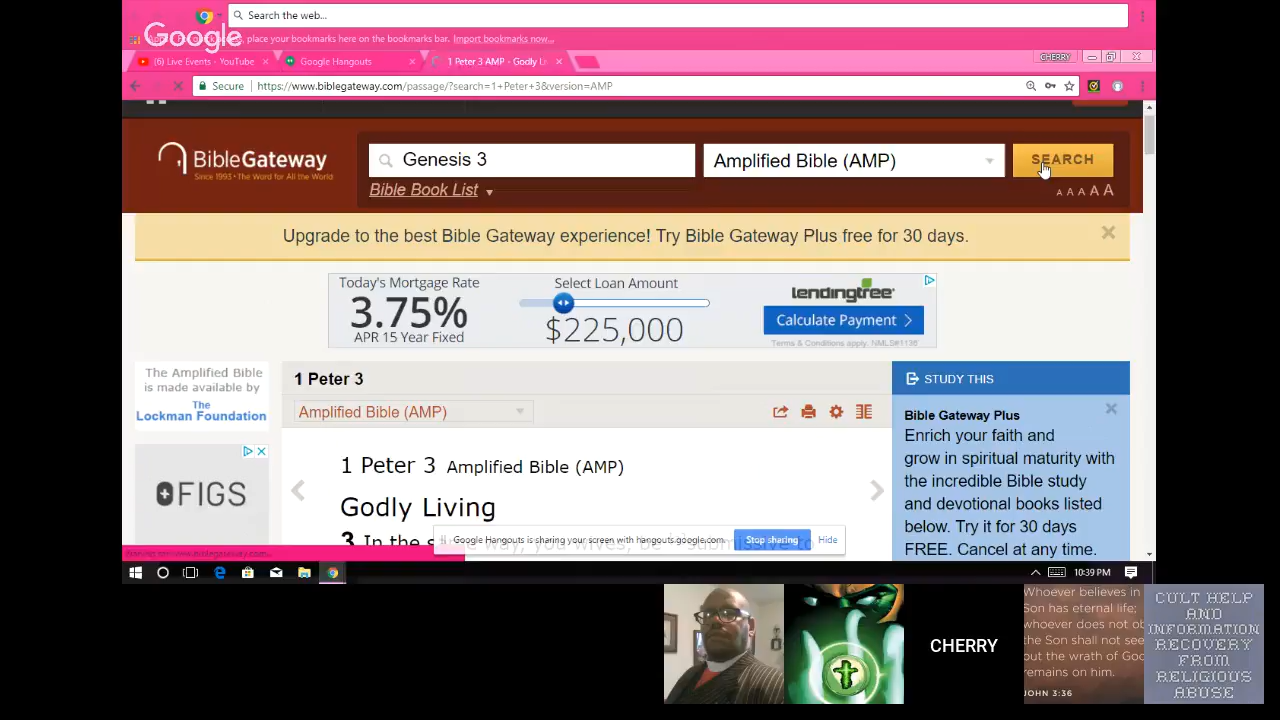 Search the web...
Google
place your bookmarks here on the bookmarks bar. Import bookmarks now...
(6) Live Events - YouTube
Google Hangouts
1 Peter 3 AMP - Godly Li
CHERRY
Secure
https://www.biblegateway.com/passage/?search=1+Peter+3&version=AMP
BibleGateway
Since 1993 • The Word for All the World
Genesis 3
Amplified Bible (AMP)
SEARCH
Bible Book List
A A A A A
Upgrade to the best Bible Gateway experience! Try Bible Gateway Plus free for 30 days.
Today's Mortgage Rate
3.75%
APR 15 Year Fixed
Select Loan Amount
$225,000
lendingtree
Calculate Payment
Terms & Conditions apply. NMLS#1136
The Amplified Bible
is made available by
The
Lockman Foundation
FIGS
1 Peter 3
Amplified Bible (AMP)
1 Peter 3 Amplified Bible (AMP)
Godly Living
3 In the same way, you wives, be submissive to
Google Hangouts is sharing your screen with hangouts.google.com.
Stop sharing
Hide
STUDY THIS
Bible Gateway Plus
Enrich your faith and
grow in spiritual maturity with
the incredible Bible study
and devotional books listed
below. Try it for 30 days
FREE. Cancel at any time.
10:39 PM
CHERRY
Whoever believes in
Son has eternal life;
whoever does not ob
the Son shall not see
but the wrath of God
remains on him.
JOHN 3:36
CULT HELP
AND
INFORMATION
RECOVERY
FROM
RELIGIOUS
ABUSE